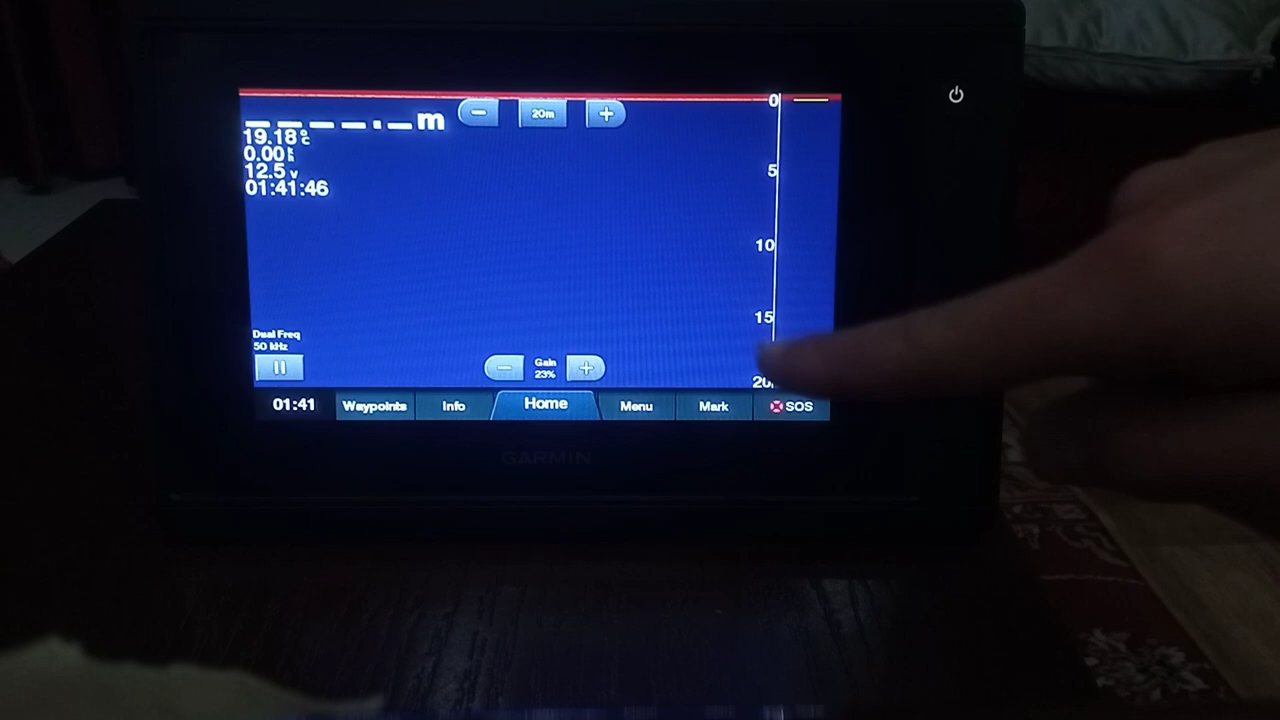 0
20m
_ _ _ _._ m
19.18°c
0.00 k/h
5
12.5 v
01:41:46
10
15
Dual Freq
50 kHz
Gain
23%
20
01:41
Waypoints
Info
Home
Menu
Mark
SOS
GARMIN